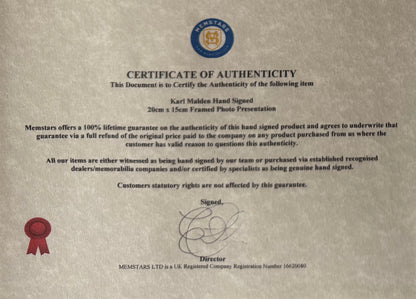 MEMSTARS
CERTIFICATE OF AUTHENTICITY
This Document is to Certify the Authenticity of the following item
Karl Malden Hand Signed
20cm x 15cm Framed Photo Presentation
Memstars offers a 100% lifetime guarantee on the authenticity of this hand signed product and agrees to underwrite that
guarantee via a full refund of the original price paid to the company on any product purchased from us where the
customer has valid reason to questions this authenticity.
All our items are either witnessed as being hand signed by our team or purchased via established recognised
dealers/memorabilia companies and/or certified by specialists as being genuine hand signed.
Customers statutory rights are not affected by this guarantee.
Signed,
Director
MEMSTARS LTD is a UK Registered Company Registration Number 16620080